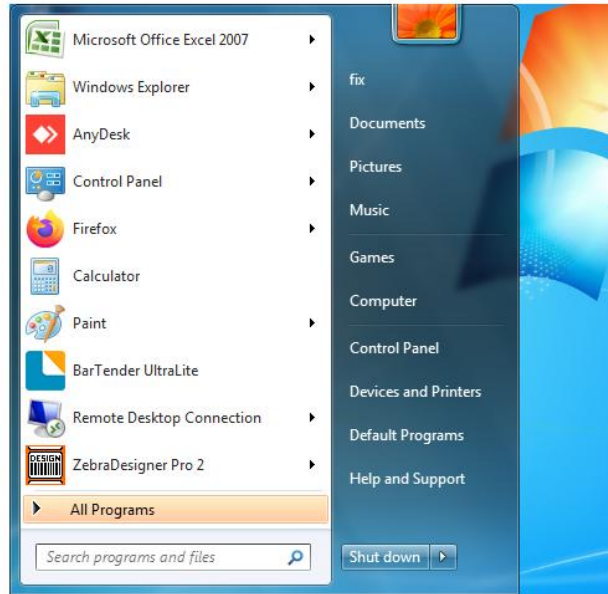 Microsoft Office Excel 2007
Windows Explorer
AnyDesk
Control Panel
Firefox
Calculator
Paint
BarTender UltraLite
Remote Desktop Connection
DESIGN
ZebraDesigner Pro 2
All Programs
Search programs and files
fix
Documents
Pictures
Music
Games
Computer
Control Panel
Devices and Printers
Default Programs
Help and Support
Shut down